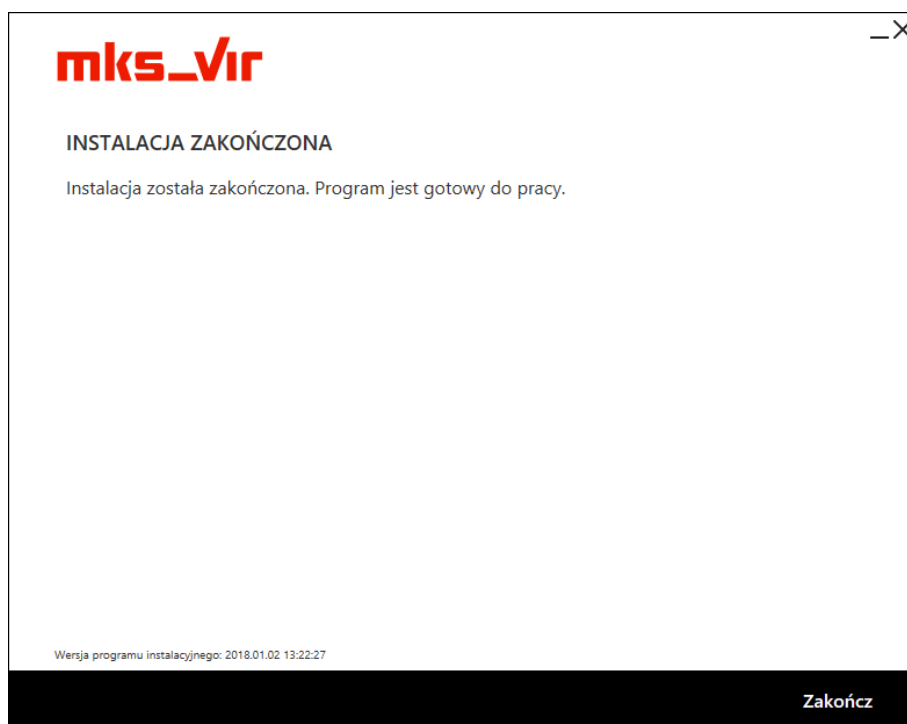 mks_vir
INSTALACJA ZAKOŃCZONA
Instalacja została zakończona. Program jest gotowy do pracy.
Wersja programu instalacyjnego: 2018.01.02 13:22:27
Zakończ